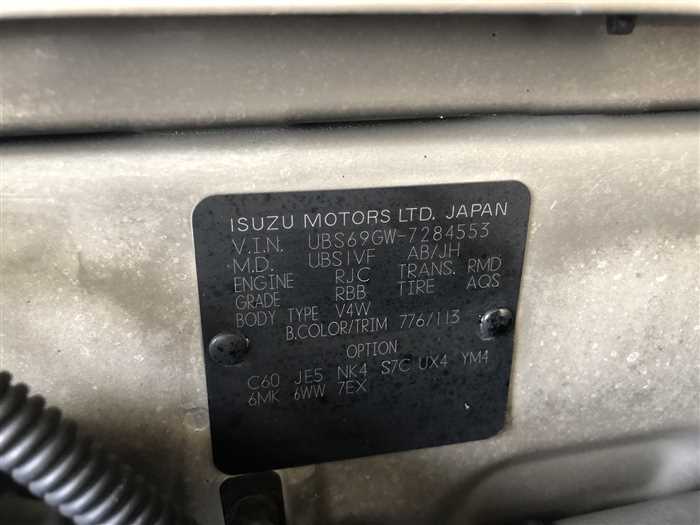 ISUZU MOTORS LTD. JAPAN
V.I.N. UBS69GW-7284553
M.D. UBS1VF AB/JH
ENGINE RJC TRANS. RMD
GRADE RBB TIRE AQS
BODY TYPE V4W
B.COLOR/TRIM 776/113
OPTION
C60 JE5 NK4 S7C UX4 YM4
6MK 6WW 7EX